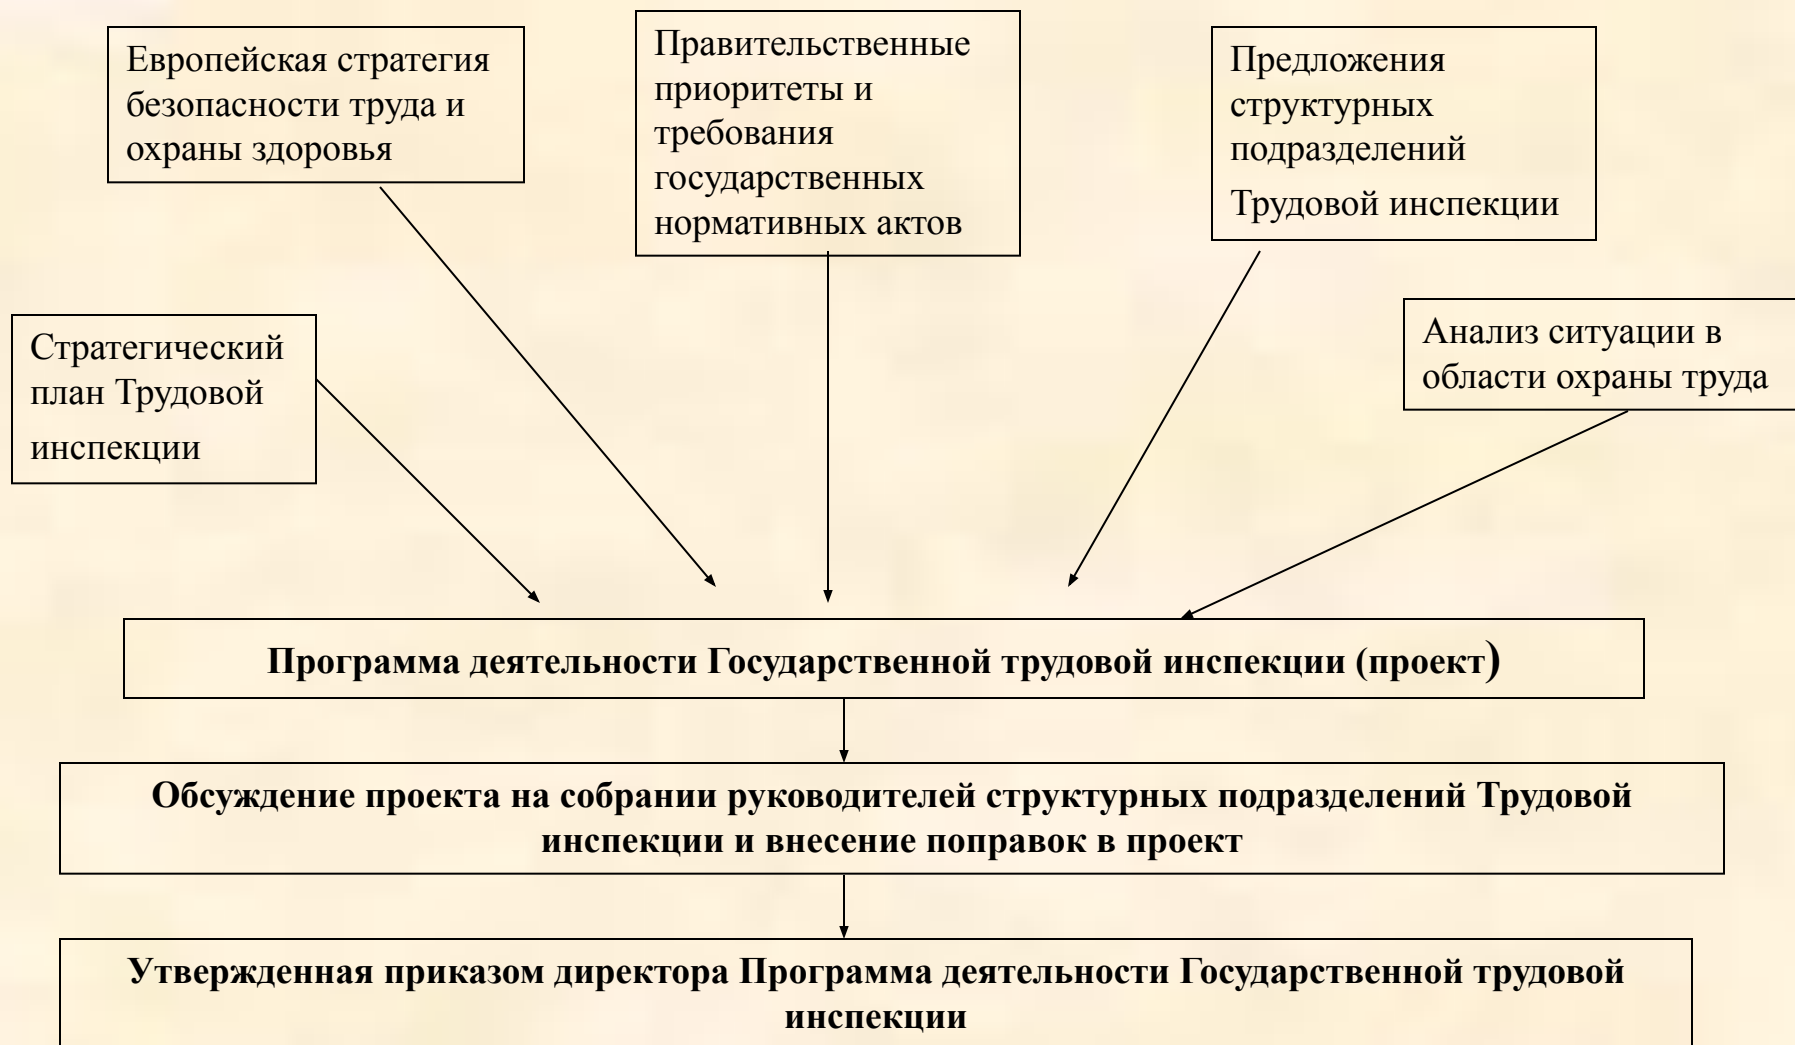 Европейская стратегия
безопасности труда и
охраны здоровья
Правительственные
приоритеты и
требования
государственных
нормативных актов
Предложения
структурных
подразделений
Трудовой инспекции
Стратегический
план Трудовой
инспекции
Анализ ситуации в
области охраны труда
Программа деятельности Государственной трудовой инспекции (проект)
Обсуждение проекта на собрании руководителей структурных подразделений Трудовой
инспекции и внесение поправок в проект
Утвержденная приказом директора Программа деятельности Государственной трудовой
инспекции